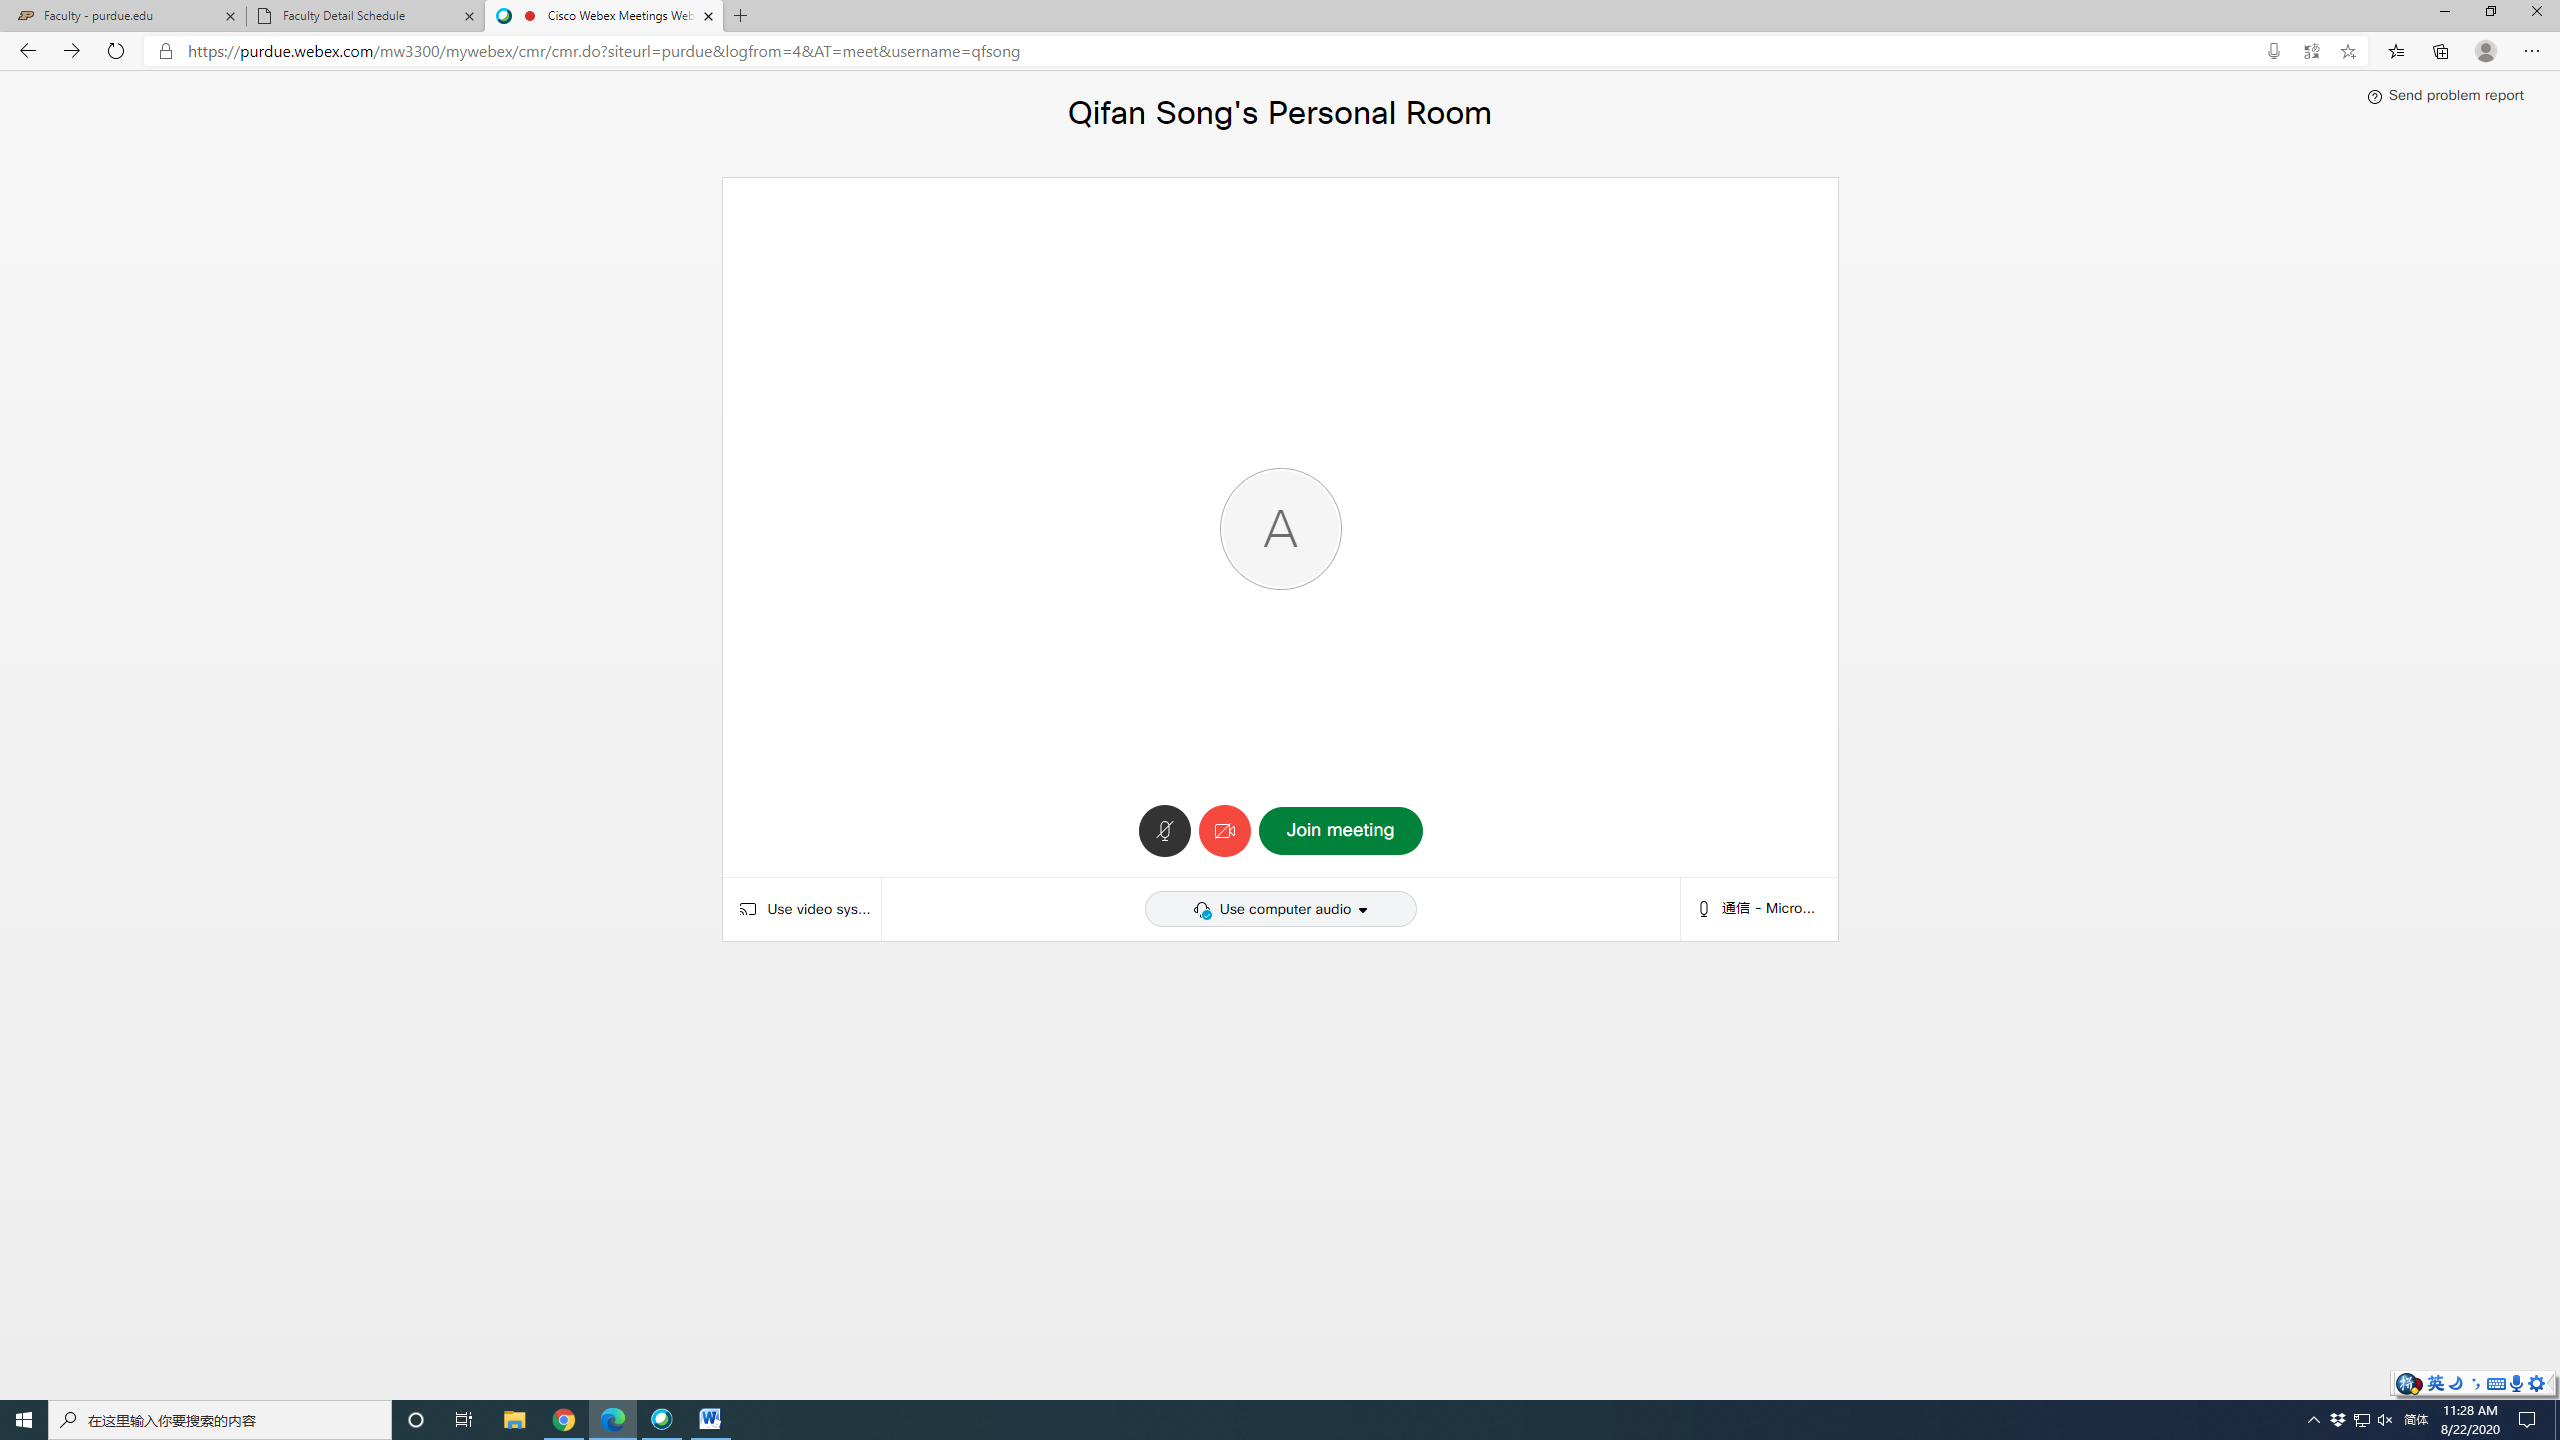 Faculty - purdue.edu
Faculty Detail Schedule
Cisco Webex Meetings Web
https://purdue.webex.com/mw3300/mywebex/cmr/cmr.do?siteurl=purdue&logfrom=4&AT=meet&username=qfsong
Send problem report
Qifan Song's Personal Room
A
Join meeting
Use video sys...
Use computer audio
通信 - Micro...
英
在这里输入你要搜索的内容
简体
11:28 AM
8/22/2020